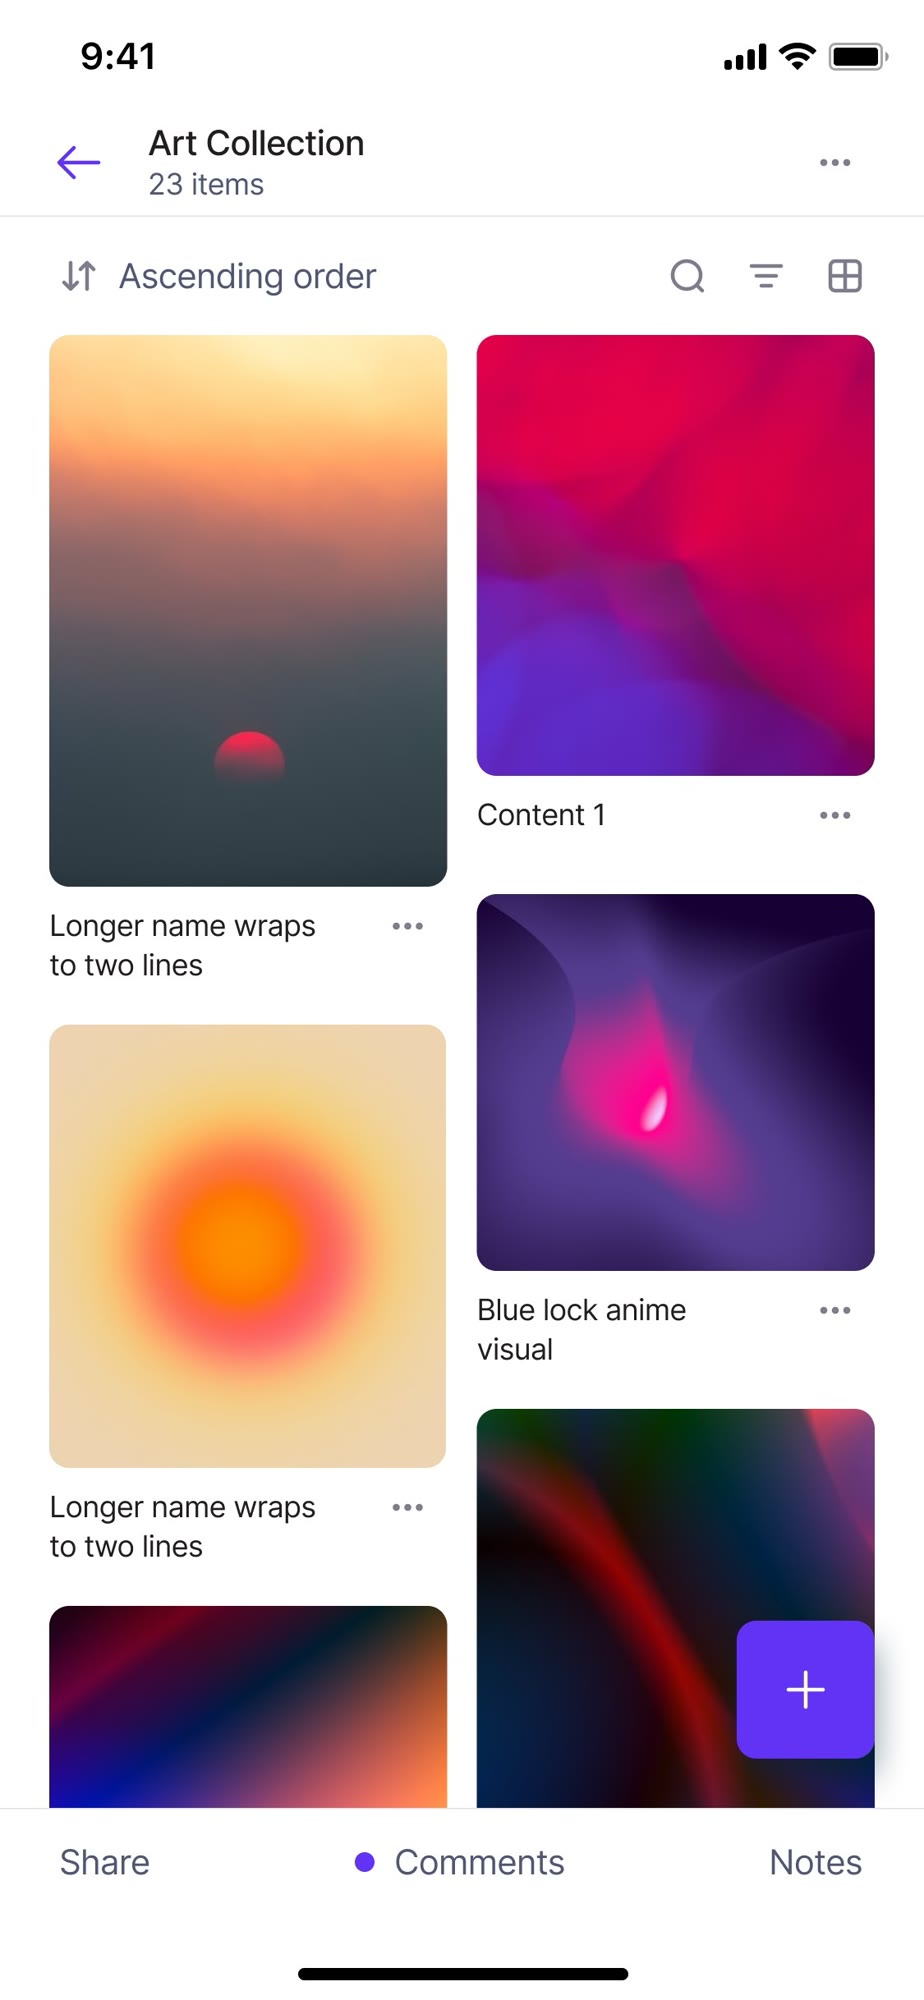 9:41
Art Collection
23 items
Ascending order
Longer name wraps
to two lines
Content 1
Blue lock anime
visual
Longer name wraps
to two lines
Share
Comments
Notes